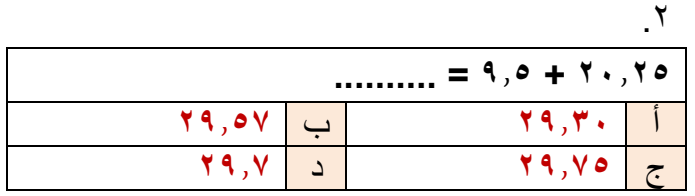 ٢.
٢٠,٢٥ + ٩,٥ = ..........
أ ٢٩,٣٠ ب ٢٩,٥٧
ج ٢٩,٧٥ د ٢٩,٧